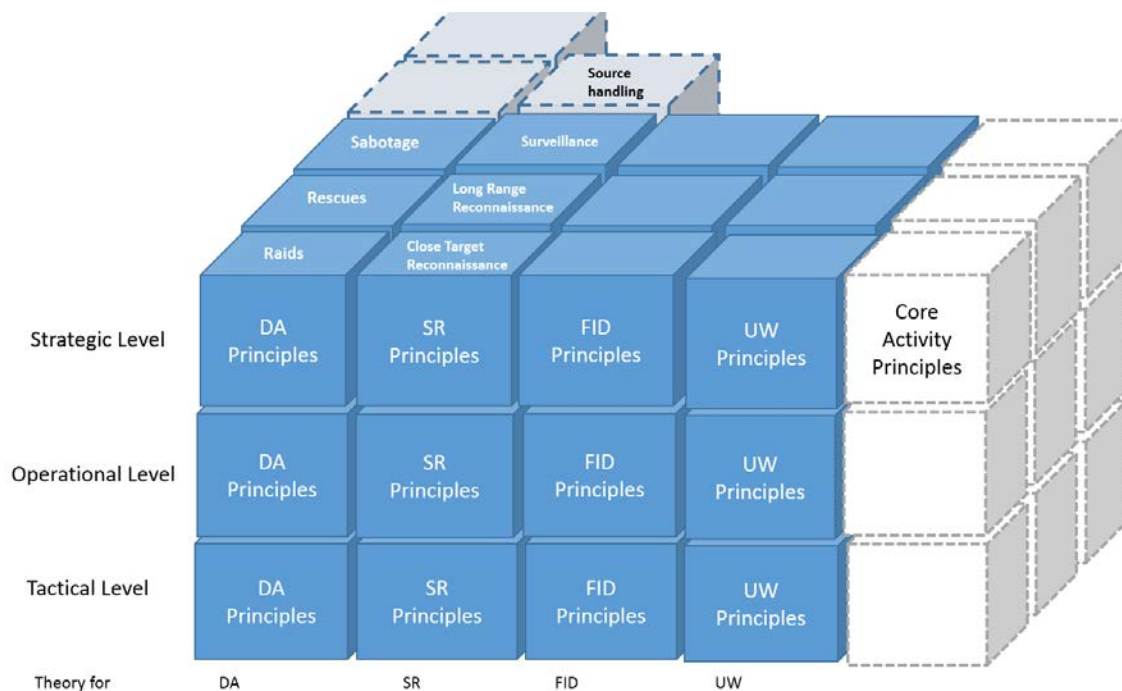 Source
handling
Sabotage
Surveillance
Rescues
Long Range
Reconnaissance
Raids
Close Target
Reconnaissance
Strategic Level
DA
Principles
SR
Principles
FID
Principles
UW
Principles
Core
Activity
Principles
Operational Level
DA
Principles
SR
Principles
FID
Principles
UW
Principles
Tactical Level
DA
Principles
SR
Principles
FID
Principles
UW
Principles
Theory for DA SR FID UW